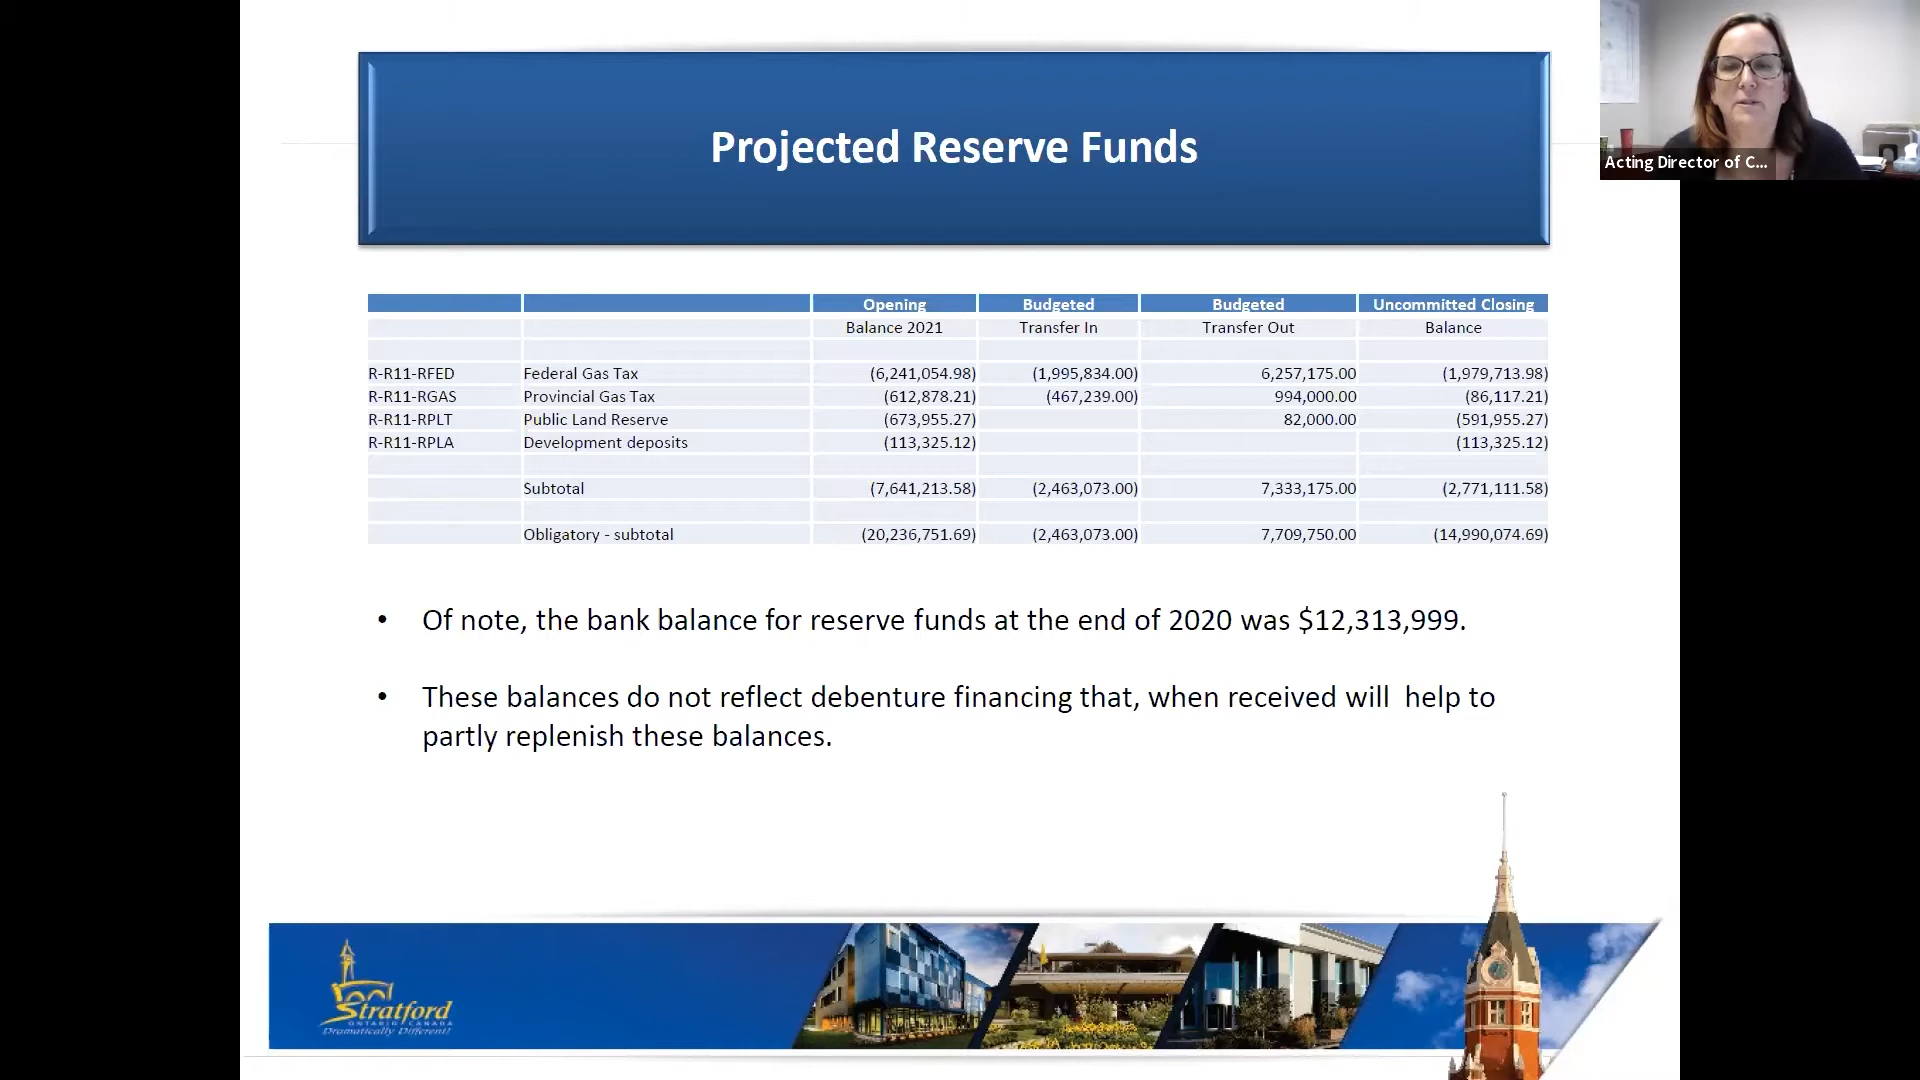 Projected Reserve Funds
Acting Director of C...
Opening Budgeted Budgeted Uncommitted Closing
Balance 2021 Transfer In Transfer Out Balance
R-R11-RFED Federal Gas Tax (6,241,054.98) (1,995,834.00) 6,257,175.00 (1,979,713.98)
R-R11-RGAS Provincial Gas Tax (612,878.21) (467,239.00) 994,000.00 (86,117.21)
R-R11-RPLT Public Land Reserve (673,955.27) 82,000.00 (591,955.27)
R-R11-RPLA Development deposits (113,325.12) (113,325.12)
Subtotal (7,641,213.58) (2,463,073.00) 7,333,175.00 (2,771,111.58)
Obligatory - subtotal (20,236,751.69) (2,463,073.00) 7,709,750.00 (14,990,074.69)
• Of note, the bank balance for reserve funds at the end of 2020 was $12,313,999.
• These balances do not reflect debenture financing that, when received will help to
partly replenish these balances.
Stratford
ONTARIO CANADA
Dramatically Different!